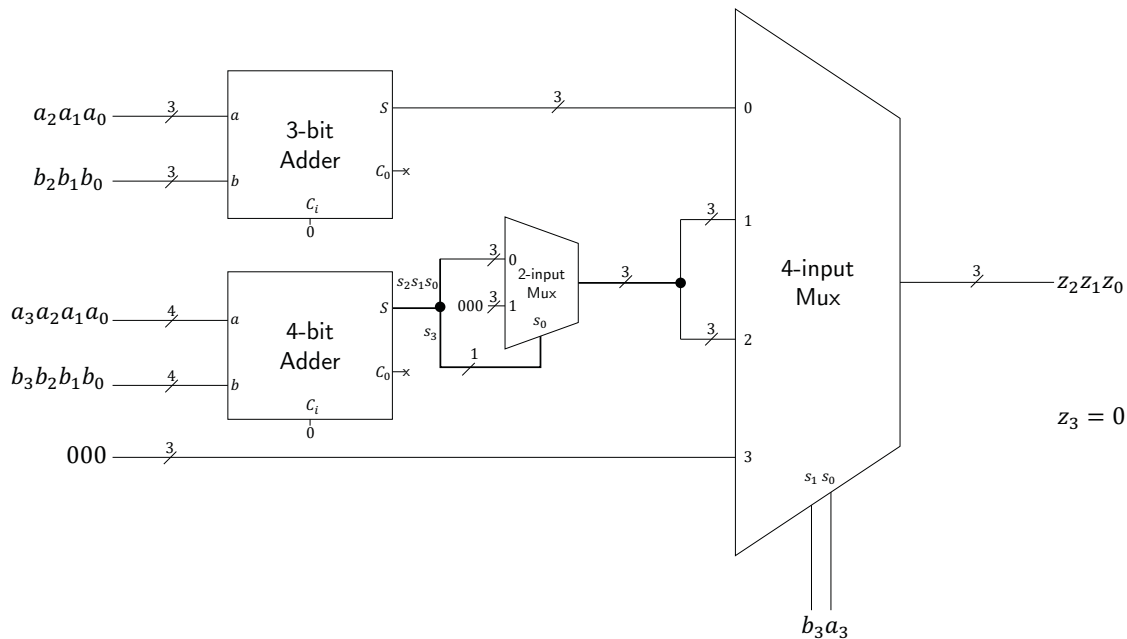 a₂a₁a₀
3
a
b₂b₁b₀
3
b
3-bit
Adder
S
C₀
Cᵢ
0
3
0
a₃a₂a₁a₀
4
a
b₃b₂b₁b₀
4
b
4-bit
Adder
S
C₀
Cᵢ
0
s₂s₁s₀
s₃
1
3
0
000
3
1
2-input
Mux
s₀
3
3
1
3
2
000
3
3
4-input
Mux
s₁ s₀
b₃a₃
3
z₂z₁z₀
z₃ = 0